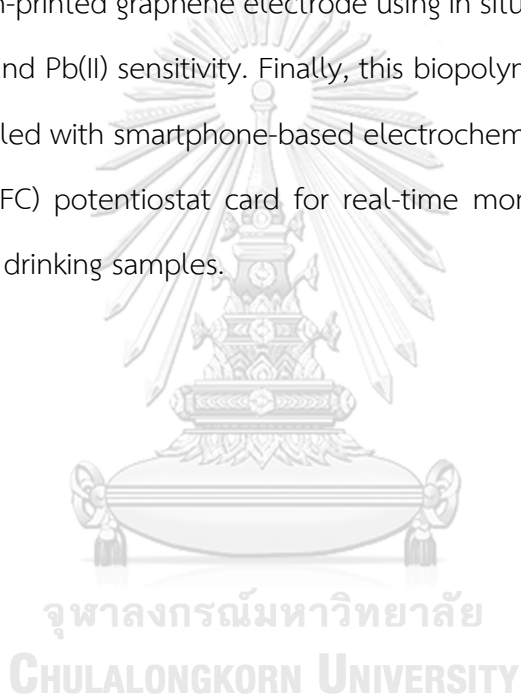 -printed graphene electrode using in situ
nd Pb(II) sensitivity. Finally, this biopolyn
led with smartphone-based electrochem
FC) potentiostat card for real-time mor
drinking samples.
จุฬาลงกรณ์มหาวิทยาลัย
CHULALONGKORN UNIVERSITY